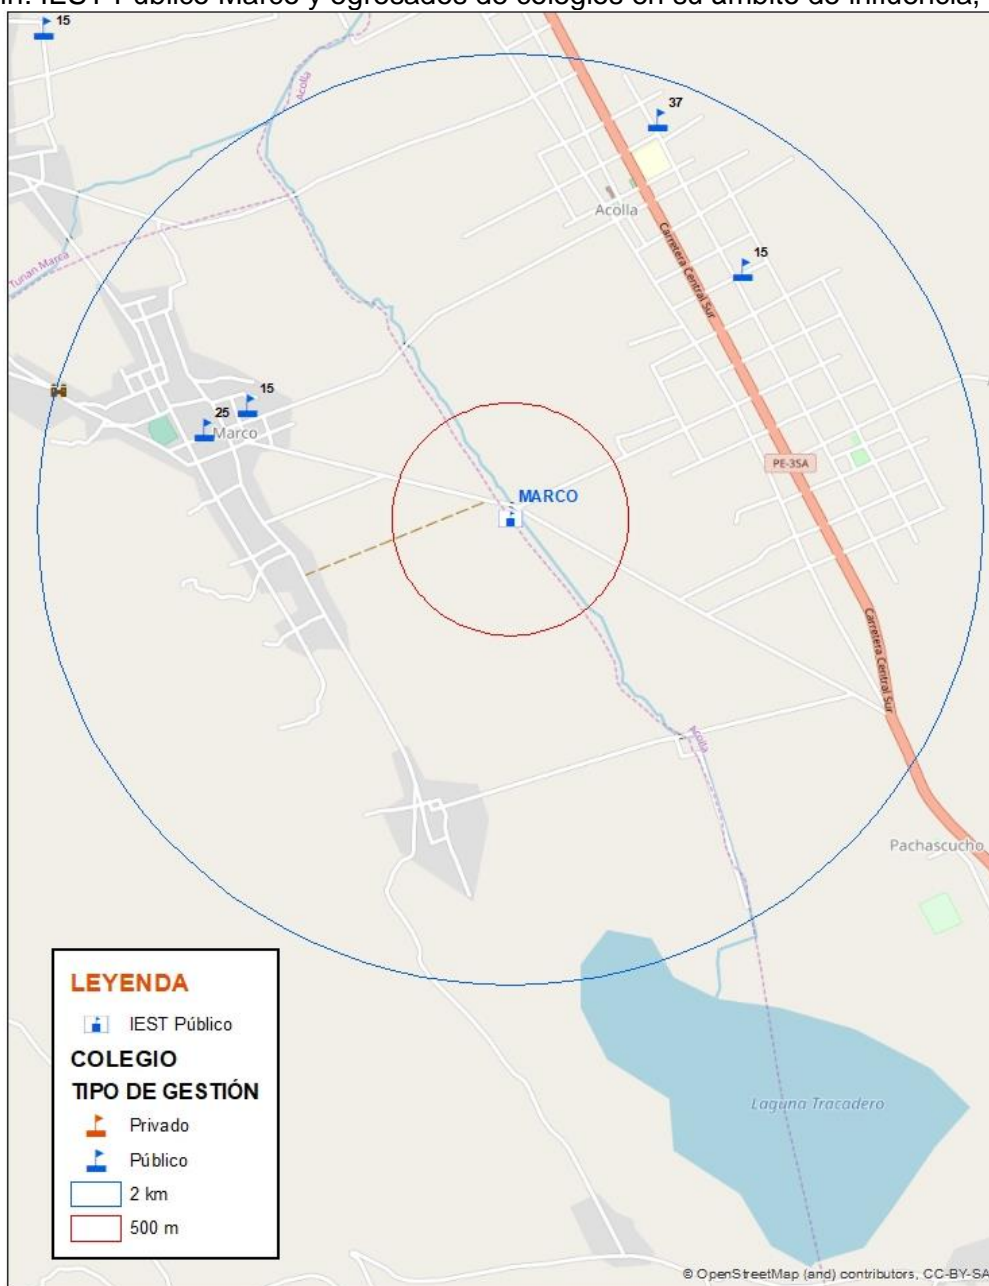 in: IEST Público Marco y egresados de colegios en su ámbito de influencia,
15
Acolla
37
Acolla
Carretera Central Sur
15
Tunan Marca
15
25
Marco
PE-3SA
MARCO
Carretera Central Sur
Acolla
Pachascucho
LEYENDA
IEST Público
COLEGIO
TIPO DE GESTIÓN
Privado
Público
2 km
500 m
Laguna Tracadero
© OpenStreetMap (and) contributors, CC-BY-SA